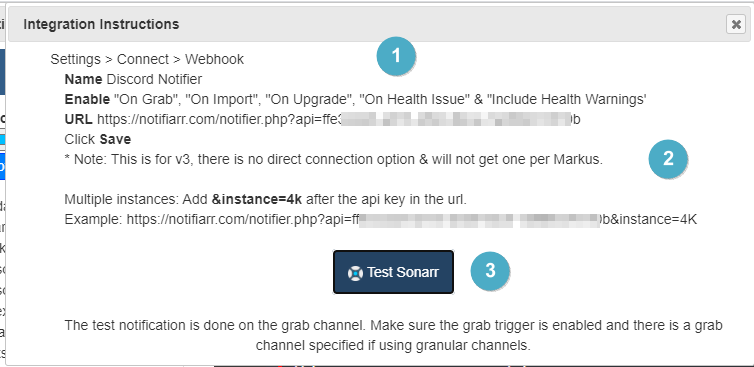 Integration Instructions
Settings > Connect > Webhook
1
Name Discord Notifier
Enable "On Grab", "On Import", "On Upgrade", "On Health Issue" & "Include Health Warnings'
URL https://notifiarr.com/notifier.php?api=ffe3 b
Click Save
* Note: This is for v3, there is no direct connection option & will not get one per Markus.
2
Multiple instances: Add &instance=4k after the api key in the url.
Example: https://notifiarr.com/notifier.php?api=ff b&instance=4K
Test Sonarr
3
The test notification is done on the grab channel. Make sure the grab trigger is enabled and there is a grab
channel specified if using granular channels.